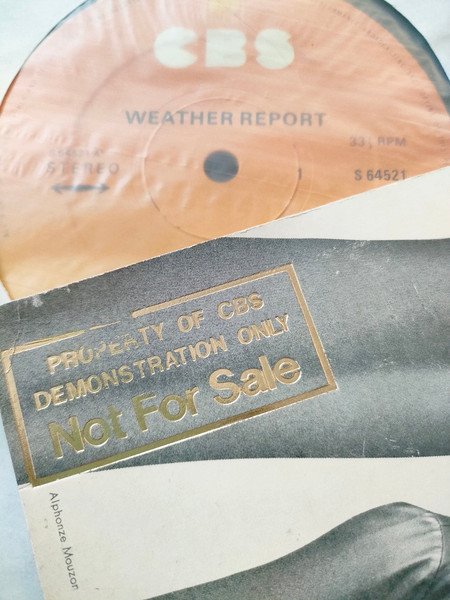 CBS
WEATHER REPORT
33⅓ RPM
STEREO
1
S 64521
PROPERTY OF CBS
DEMONSTRATION ONLY
Not For Sale
Alphonze Mouzon